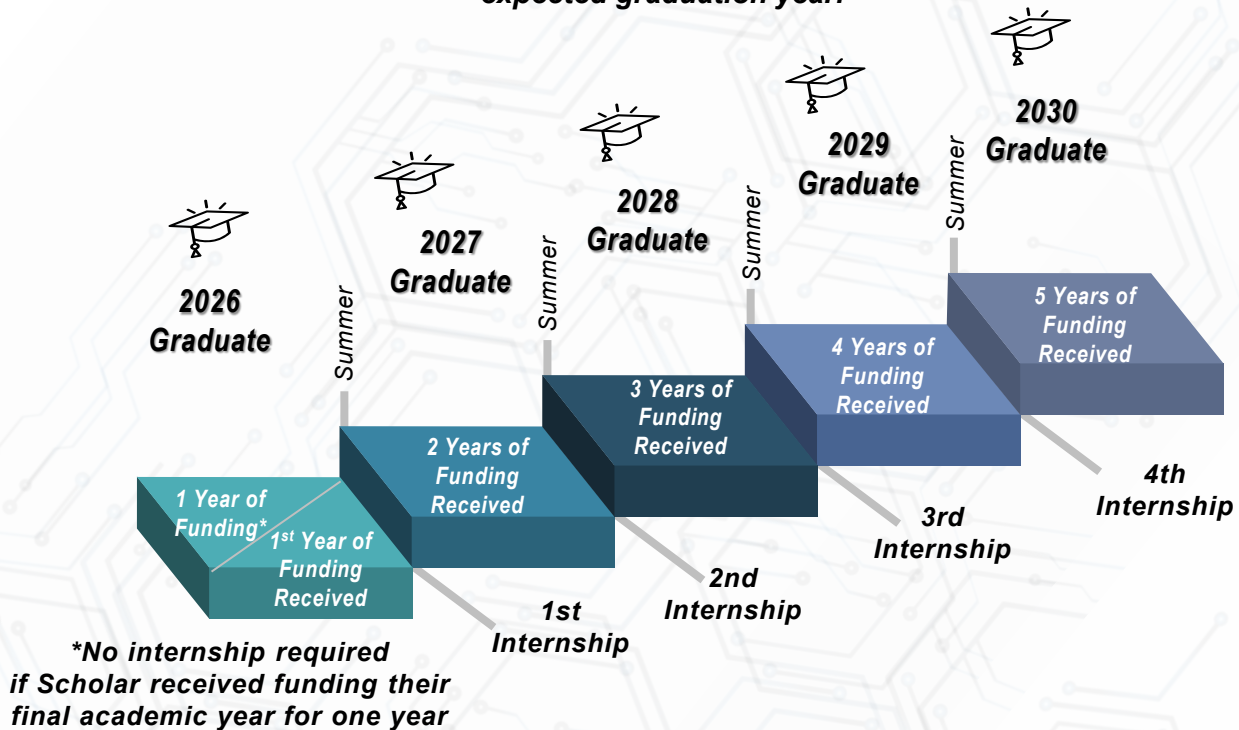 expected graduation year?
2030
Graduate
Summer
2029
Graduate
Summer
2028
Graduate
Summer
2027
Graduate
Summer
2026
Graduate
5 Years of
Funding
Received
4 Years of
Funding
Received
3 Years of
Funding
Received
2 Years of
Funding
Received
1 Year of
Funding*
1st Year of
Funding
Received
4th
Internship
3rd
Internship
2nd
Internship
1st
Internship
*No internship required
if Scholar received funding their
final academic year for one year